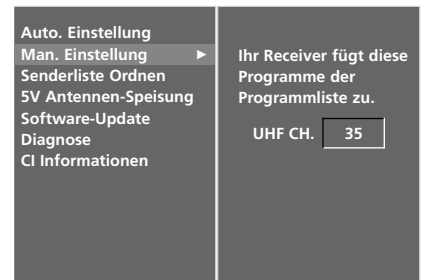 Auto. Einstellung
Man. Einstellung ►
Senderliste Ordnen
5V Antennen-Speisung
Software-Update
Diagnose
CI Informationen
Ihr Receiver fügt diese
Programme der
Programmliste zu.
UHF CH. 35